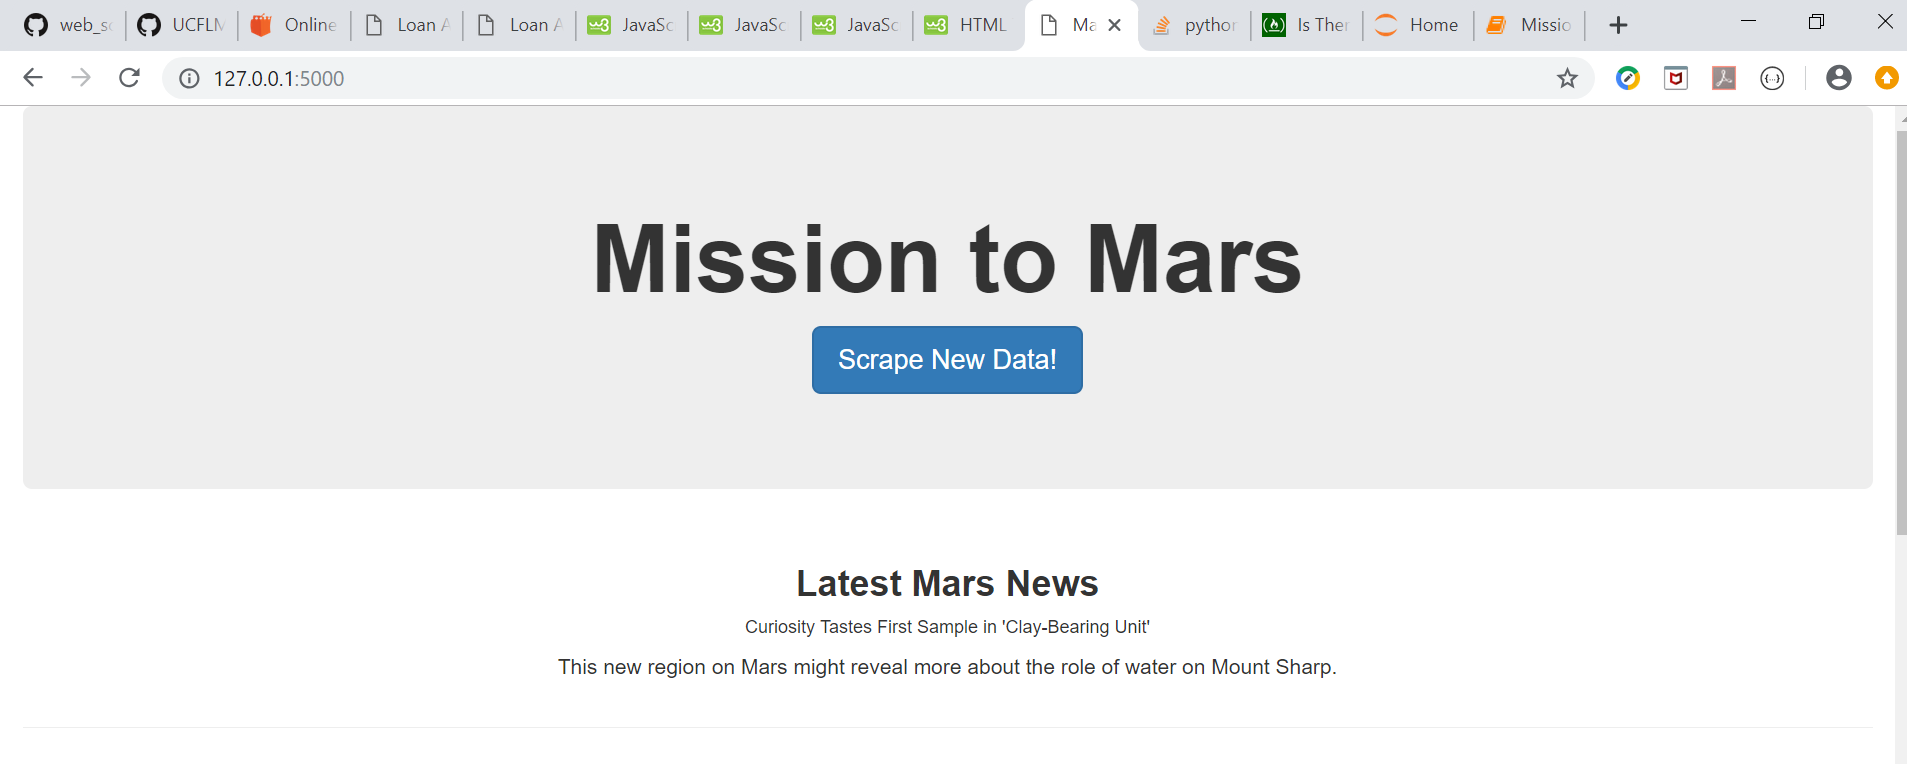 web_sc UCFLM Online Loan A Loan A JavaSc JavaSc JavaSc HTML Ma python Is Ther Home Missio
127.0.0.1:5000
Mission to Mars
Scrape New Data!
Latest Mars News
Curiosity Tastes First Sample in 'Clay-Bearing Unit'
This new region on Mars might reveal more about the role of water on Mount Sharp.